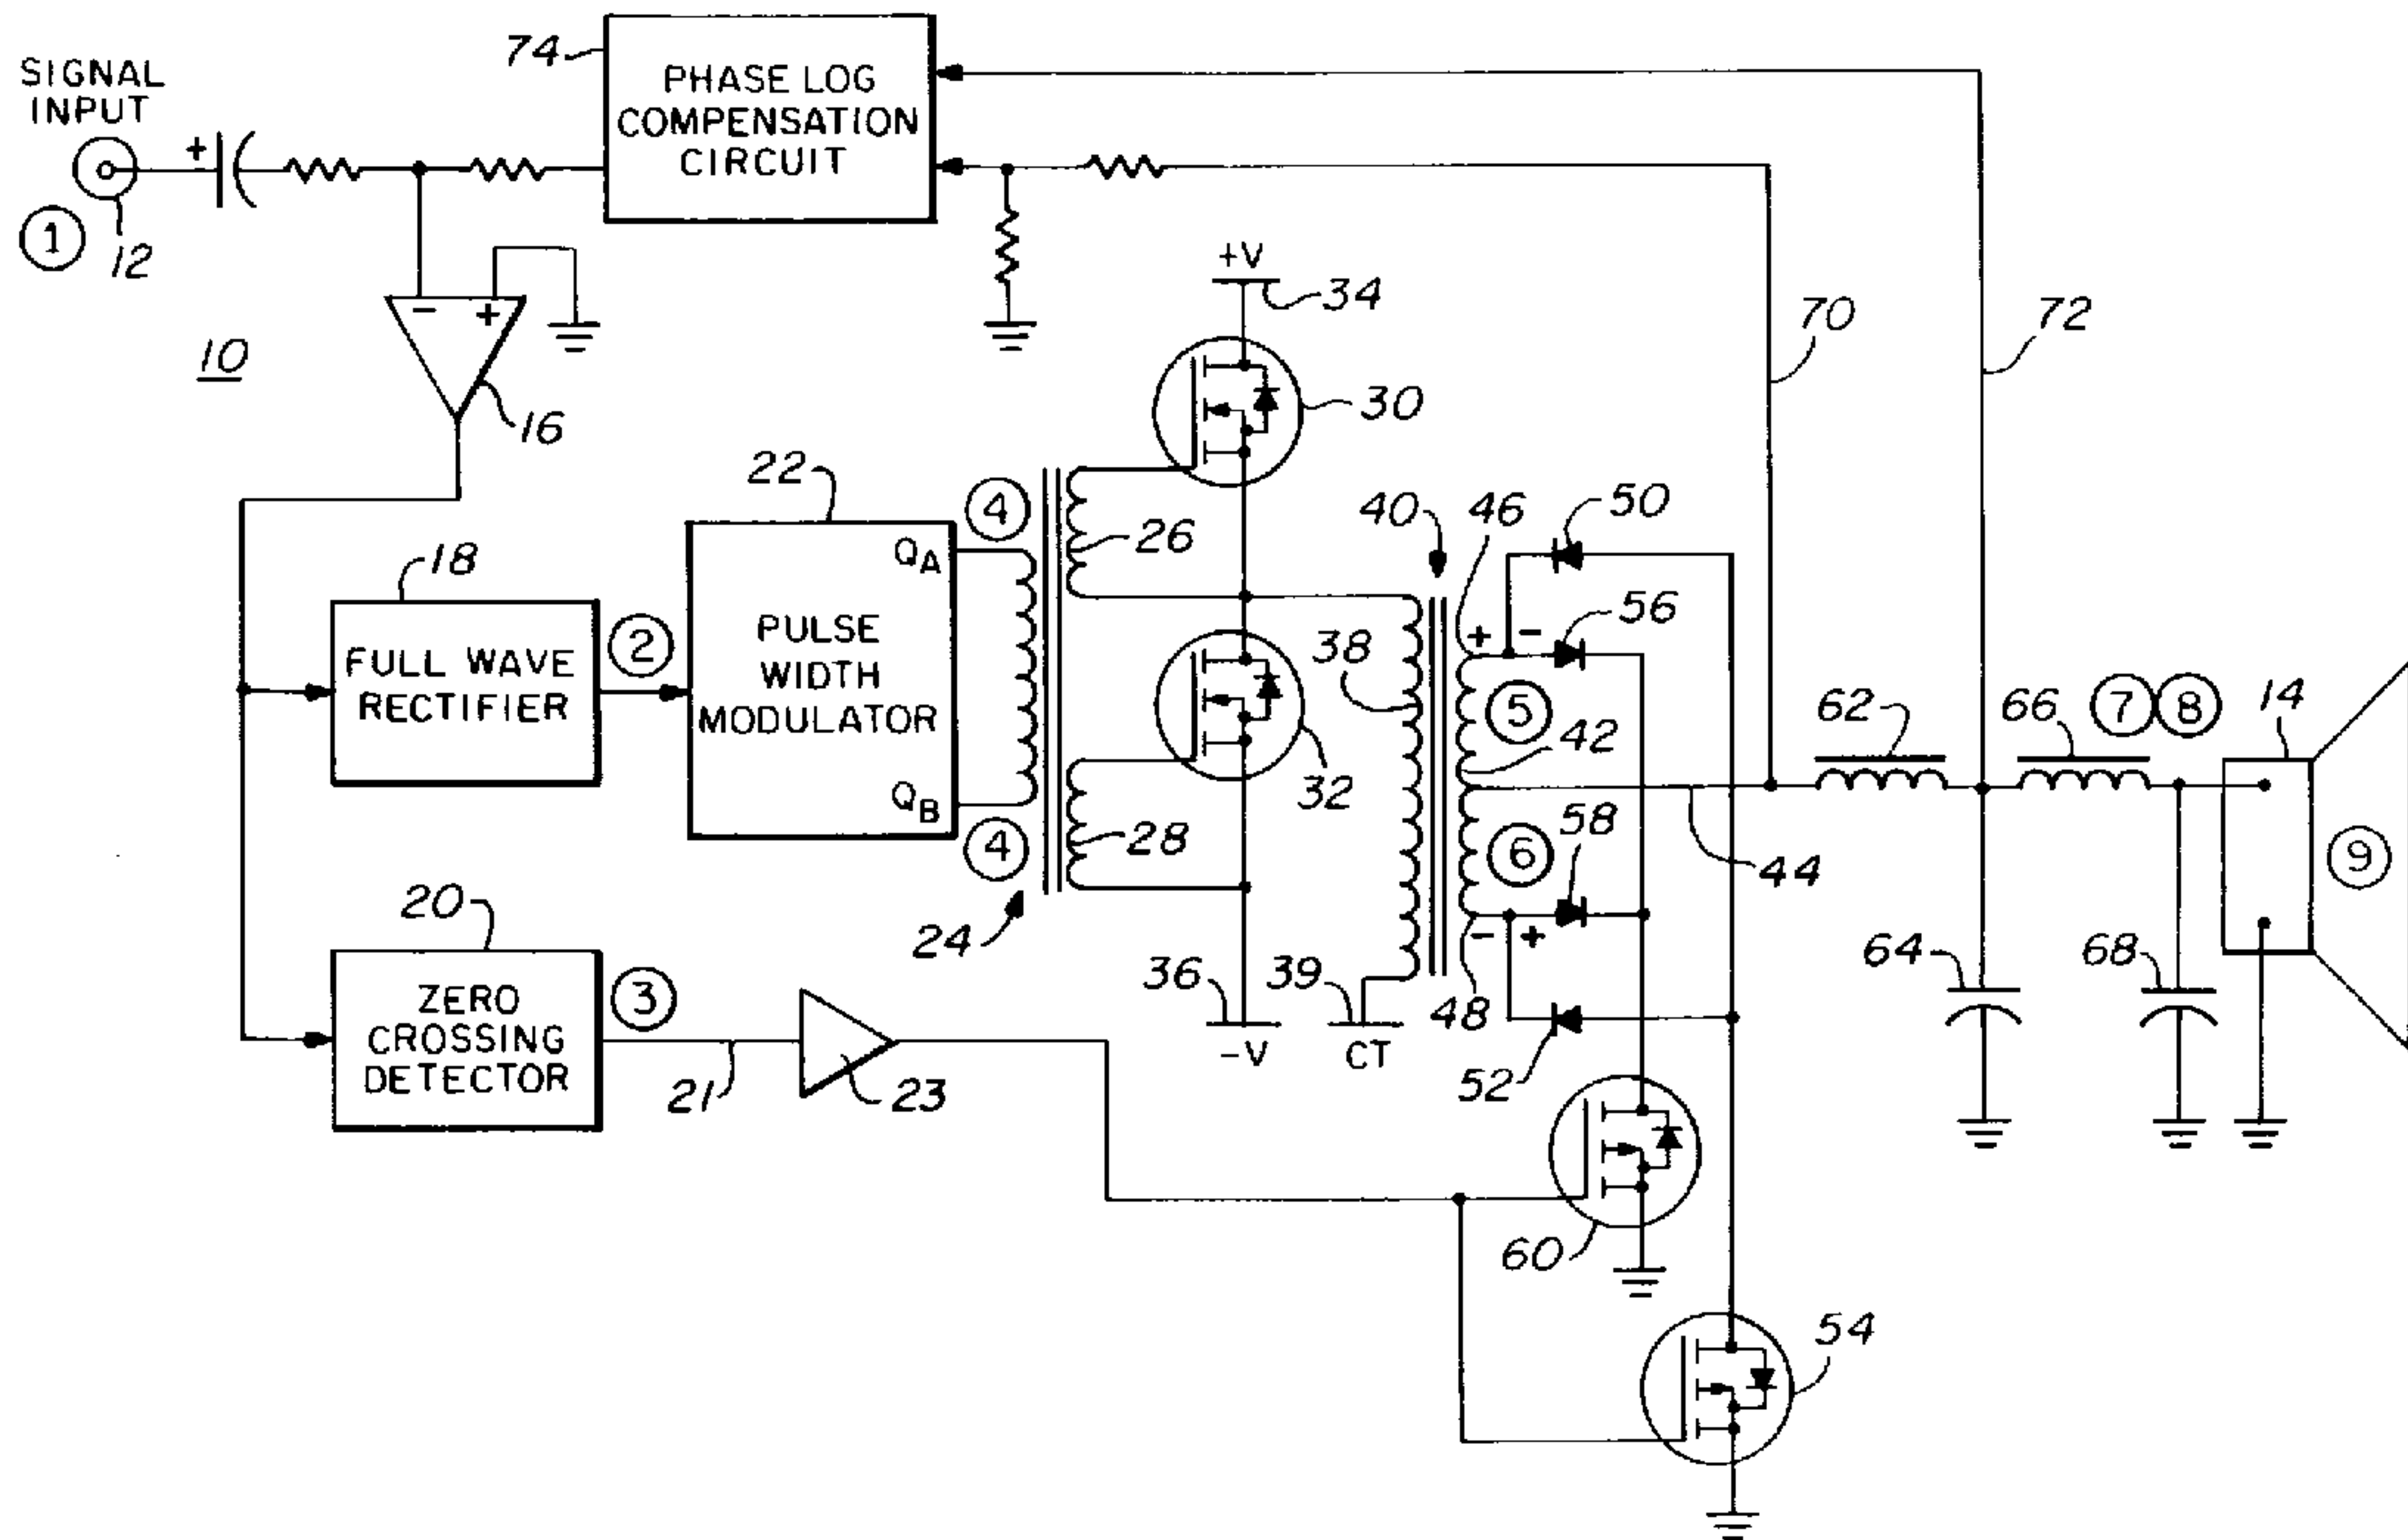 SIGNAL
INPUT
+
1
12
10
74
PHASE LOG
COMPENSATION
CIRCUIT
- +
16
+V
34
30
70
72
22
4
26
QA
PULSE
WIDTH
MODULATOR
QB
4
28
24
18
FULL WAVE
RECTIFIER
2
32
36
-V
38
39
CT
40
46
50
+ -
56
5
42
58
6
44
- +
48
52
62
66
7
8
14
9
64
68
20
ZERO
CROSSING
DETECTOR
3
21
23
60
54